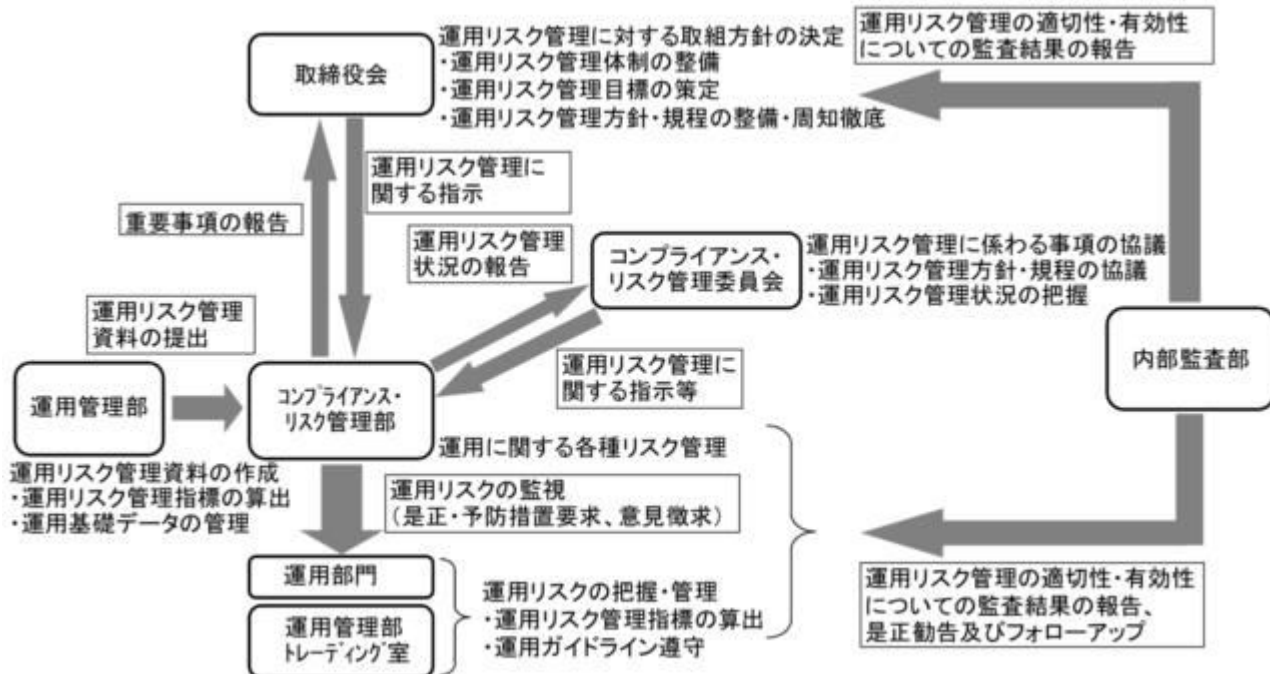 取締役会
運用リスク管理に対する取組方針の決定
・運用リスク管理体制の整備
・運用リスク管理目標の策定
・運用リスク管理方針・規程の整備・周知徹底
運用リスク管理の適切性・有効性
についての監査結果の報告
運用リスク管理に
関する指示
重要事項の報告
運用リスク管理
状況の報告
コンプライアンス・
リスク管理委員会
運用リスク管理に係わる事項の協議
・運用リスク管理方針・規程の協議
・運用リスク管理状況の把握
運用リスク管理
資料の提出
運用リスク管理に
関する指示等
内部監査部
運用管理部
コンプライアンス・
リスク管理部
運用に関する各種リスク管理
運用リスク管理資料の作成
・運用リスク管理指標の算出
・運用基礎データの管理
運用リスクの監視
（是正・予防措置要求、意見徴求）
運用部門
運用管理部
トレーディング室
運用リスクの把握・管理
・運用リスク管理指標の算出
・運用ガイドライン遵守
運用リスク管理の適切性・有効性
についての監査結果の報告、
是正勧告及びフォローアップ